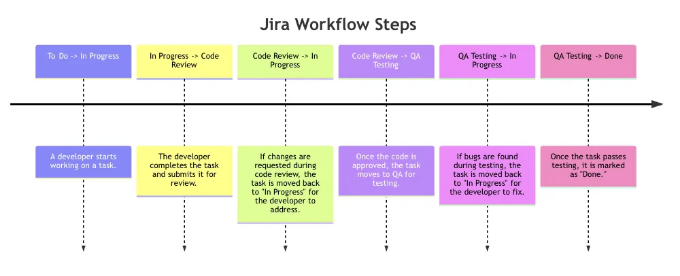 Jira Workflow Steps
To Do -> In Progress
In Progress -> Code
Review
Code Review -> In
Progress
Code Review -> QA
Testing
QA Testing -> In
Progress
QA Testing -> Done
A developer starts
working on a task.
The developer
completes the task
and submits it for
review.
If changes are
requested during
code review, the
task is moved back
to "In Progress" for
the developer to
address.
Once the code is
approved, the task
moves to QA for
testing.
If bugs are found
during testing, the
task is moved back
to "In Progress" for
the developer to fix.
Once the task passes
testing, it is marked
as "Done."